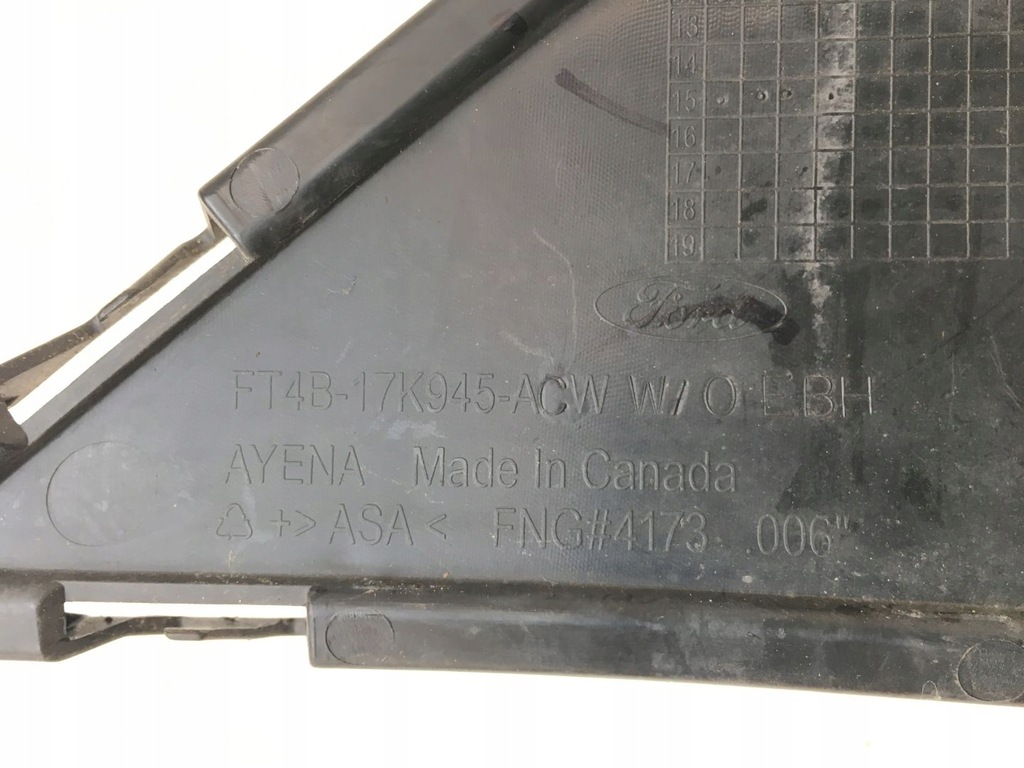 13
14
15
16
17
18
19
Ford
FT4B-17K945-ACW W/O EBH
AYENA Made In Canada
+> ASA < FNG#4173 .006"